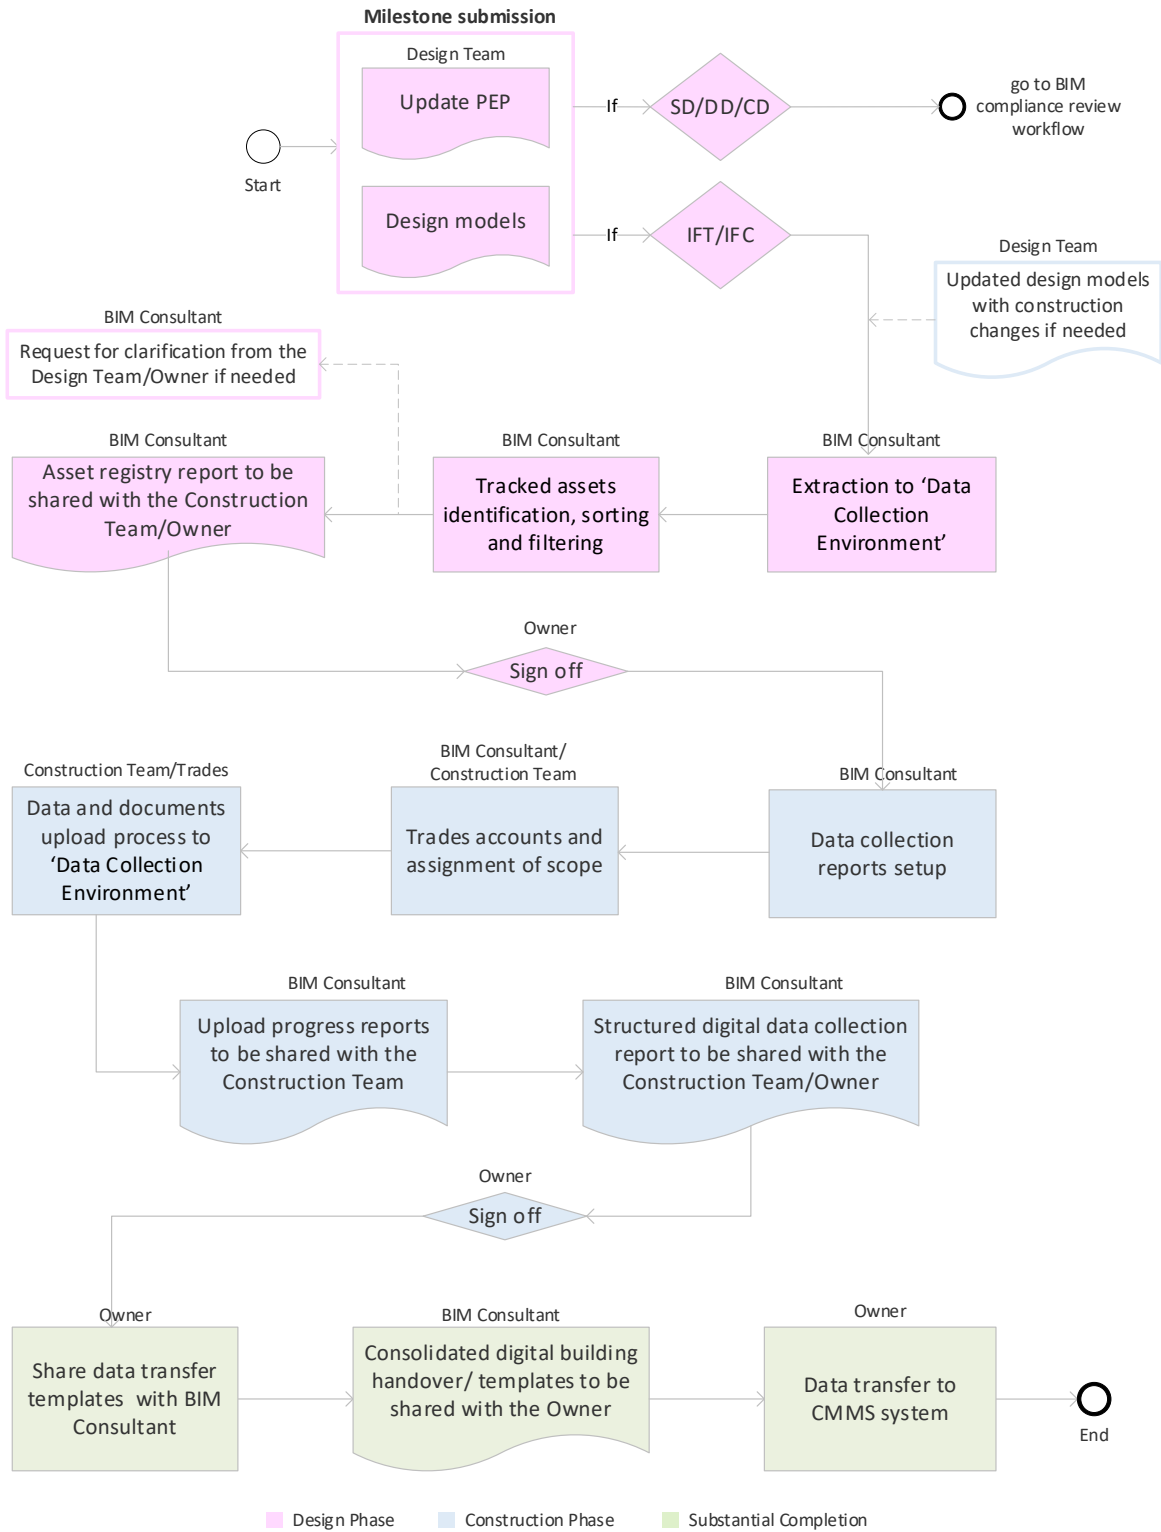 Milestone submission
Design Team
Update PEP
If
SD/DD/CD
go to BIM
compliance review
workflow
Start
Design models
If
IFT/IFC
Design Team
Updated design models
with construction
changes if needed
BIM Consultant
Request for clarification from the
Design Team/Owner if needed
BIM Consultant
Asset registry report to be
shared with the Construction
Team/Owner
BIM Consultant
Tracked assets
identification, sorting
and filtering
BIM Consultant
Extraction to ‘Data
Collection
Environment’
Owner
Sign off
Construction Team/Trades
Data and documents
upload process to
‘Data Collection
Environment’
BIM Consultant/
Construction Team
Trades accounts and
assignment of scope
BIM Consultant
Data collection
reports setup
BIM Consultant
Upload progress reports
to be shared with the
Construction Team
BIM Consultant
Structured digital data collection
report to be shared with the
Construction Team/Owner
Owner
Sign off
Owner
Share data transfer
templates with BIM
Consultant
BIM Consultant
Consolidated digital building
handover/ templates to be
shared with the Owner
Owner
Data transfer to
CMMS system
End
Design Phase
Construction Phase
Substantial Completion